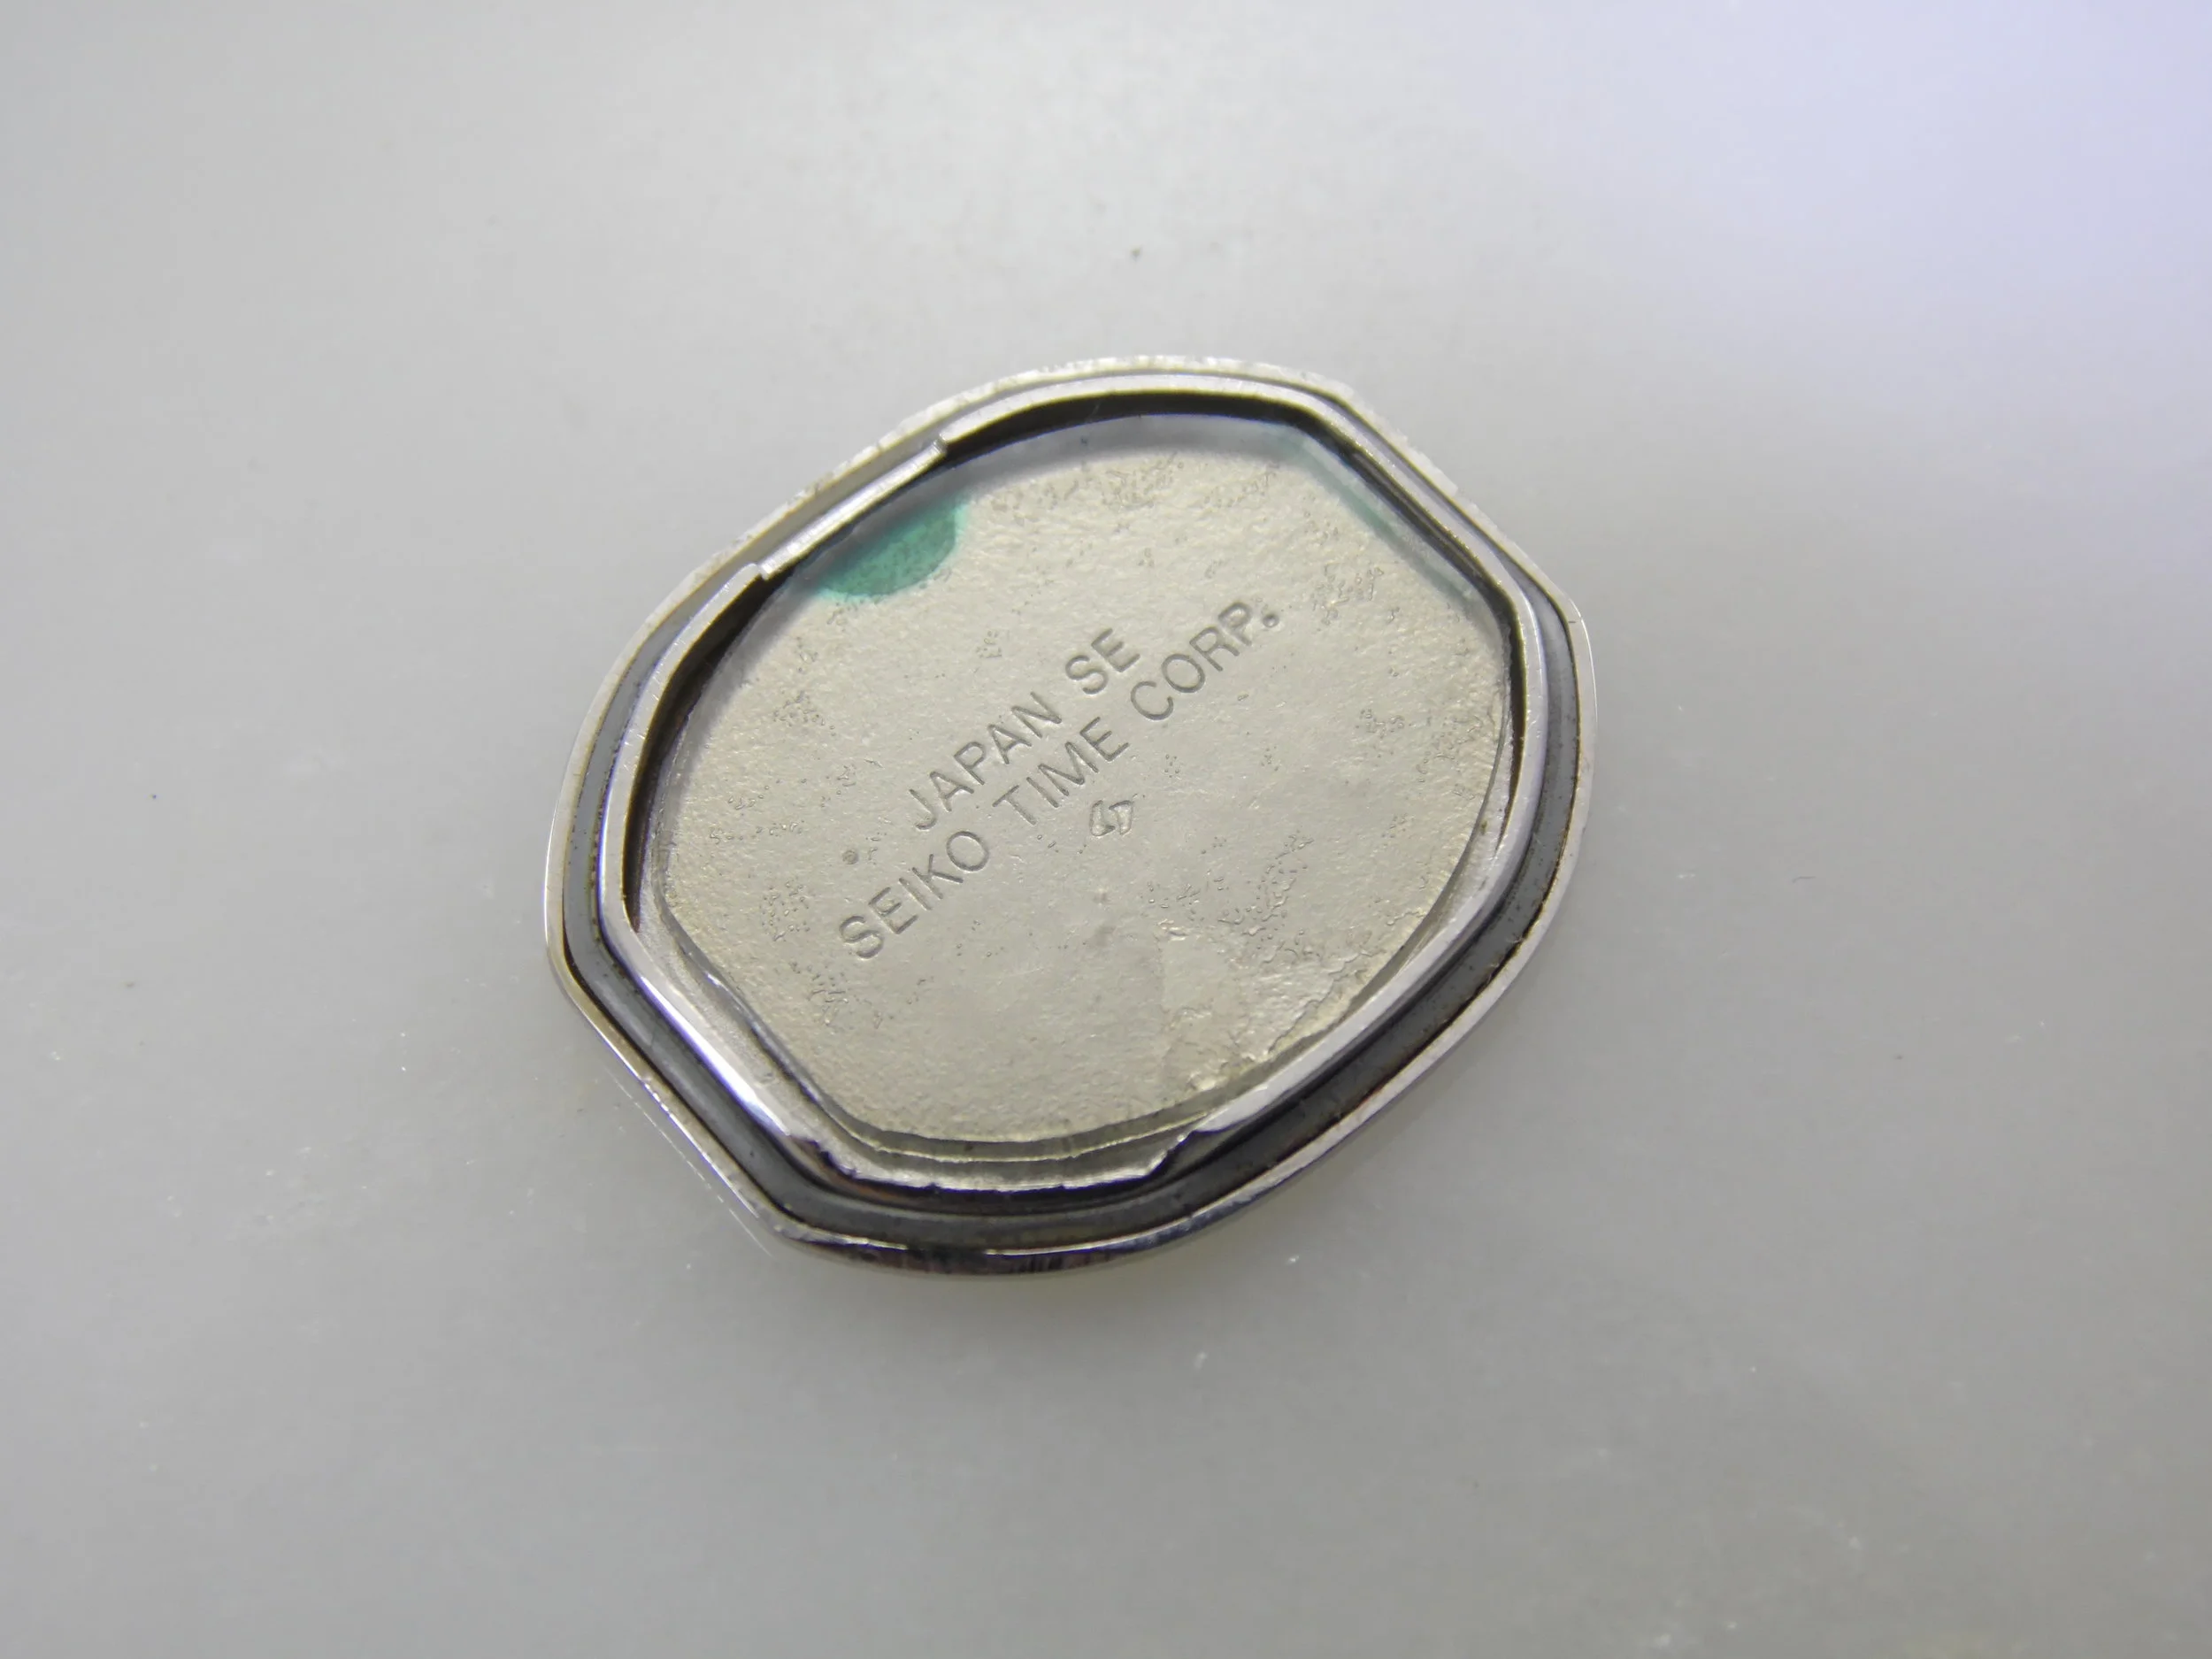 JAPAN SE
SEIKO TIME CORP.